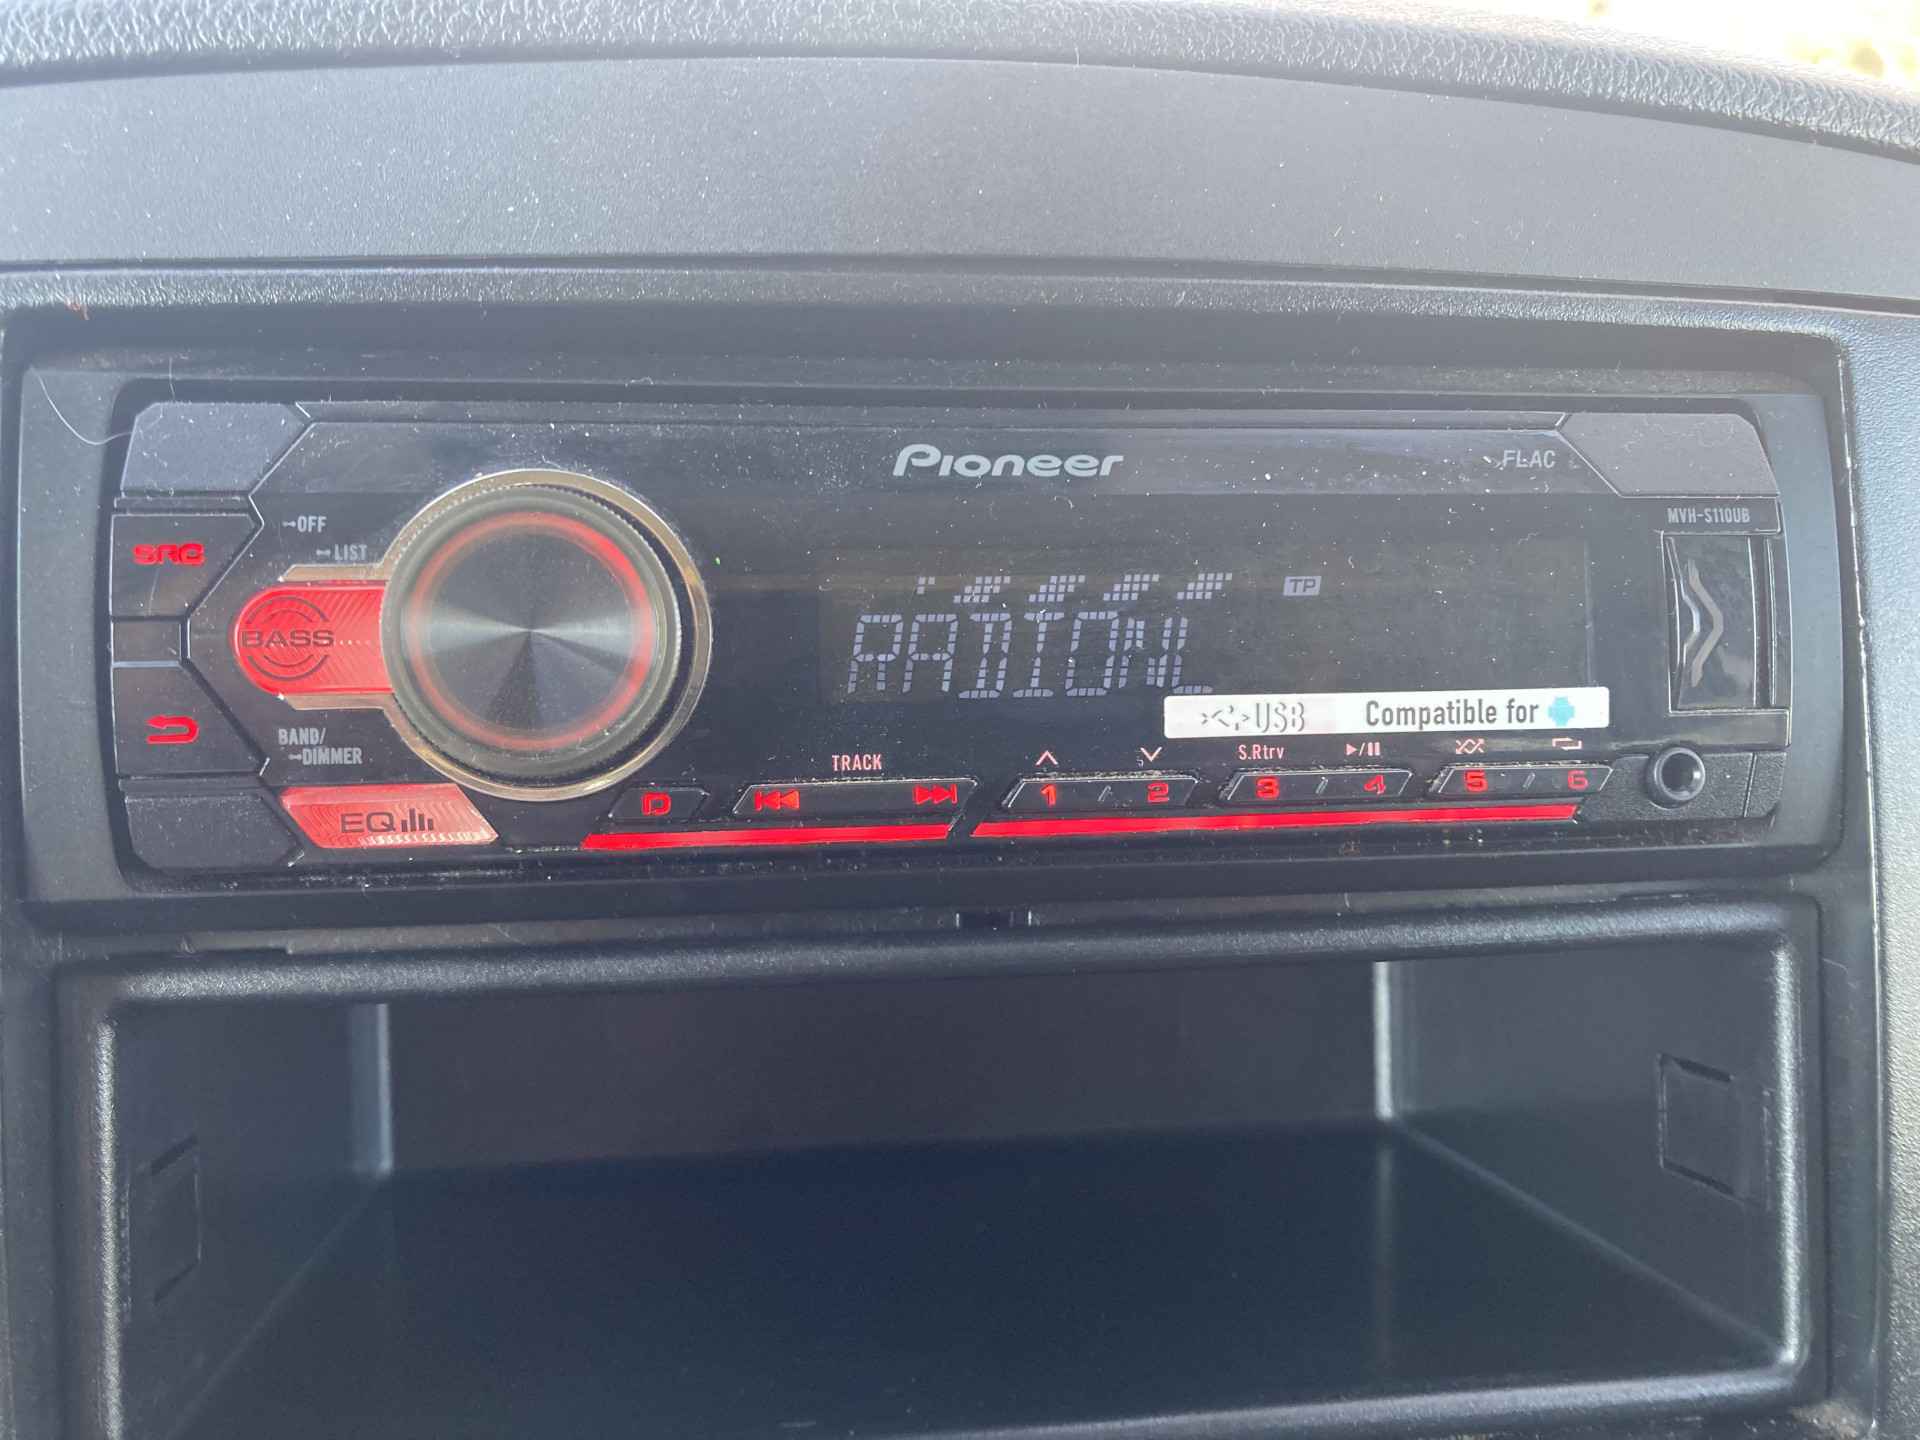 Pioneer
FLAC
MVH-S110UB
OFF
LIST
SRC
TP
BASS
RADIONL
USB Compatible for
BAND/
DIMMER
TRACK
S.Rtrv
D
1 / 2
3 / 4
5 / 6
EQ